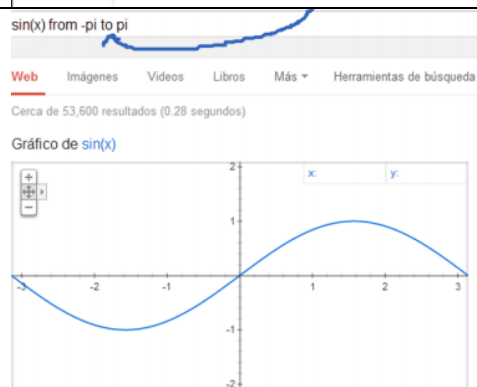 sin(x) from -pi to pi
Web Imágenes Videos Libros Más Herramientas de búsqueda
Cerca de 53,600 resultados (0.28 segundos)
Gráfico de sin(x)
x: y:
2
1
-3 -2 -1 0 1 2 3
-1
-2